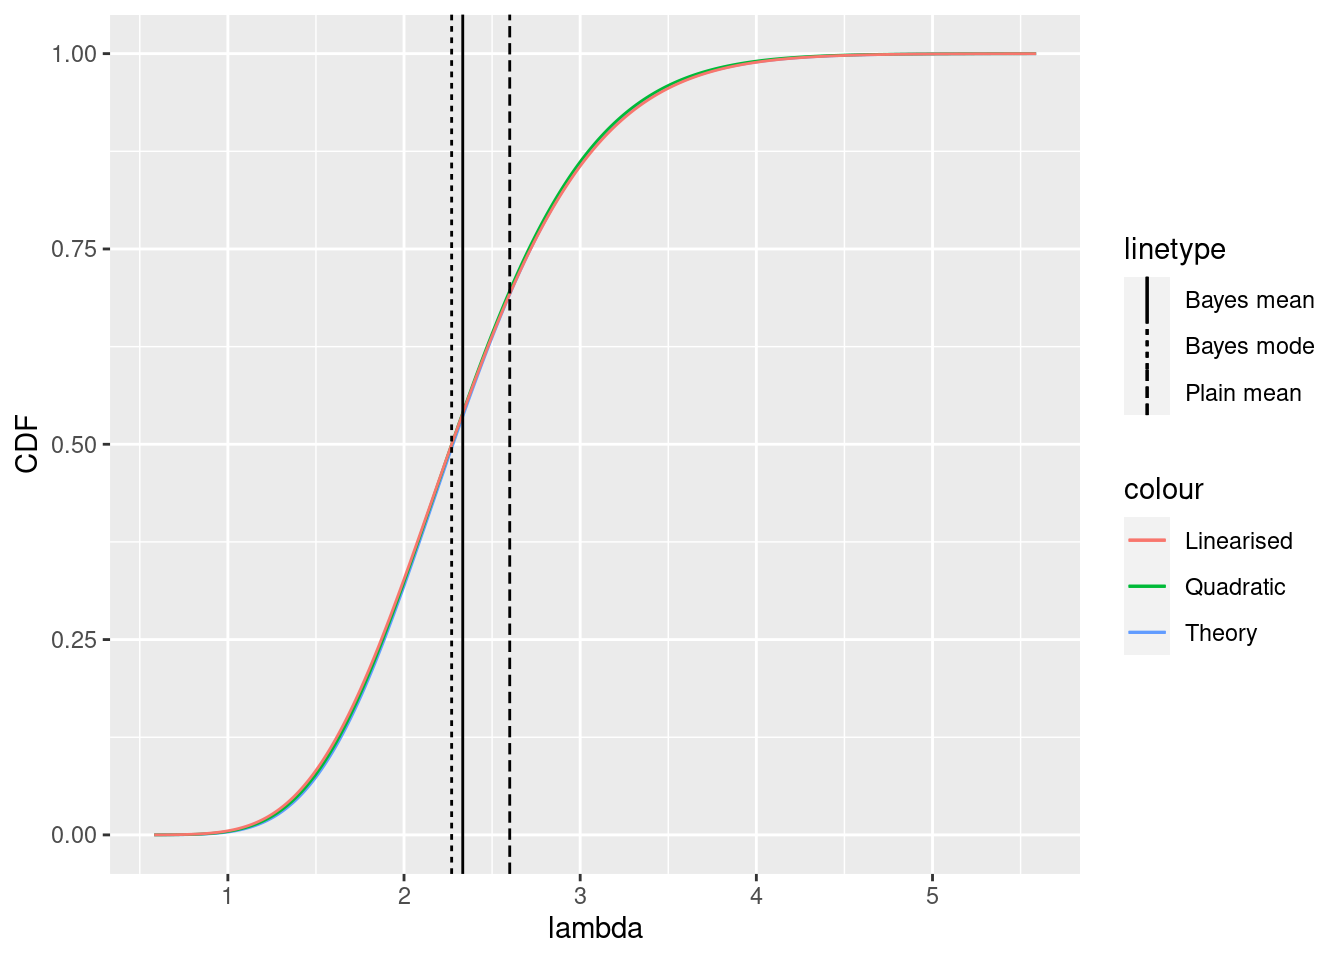 1.00
0.75
0.50
0.25
0.00
CDF
1 2 3 4 5
lambda
linetype
Bayes mean
Bayes mode
Plain mean
colour
Linearised
Quadratic
Theory